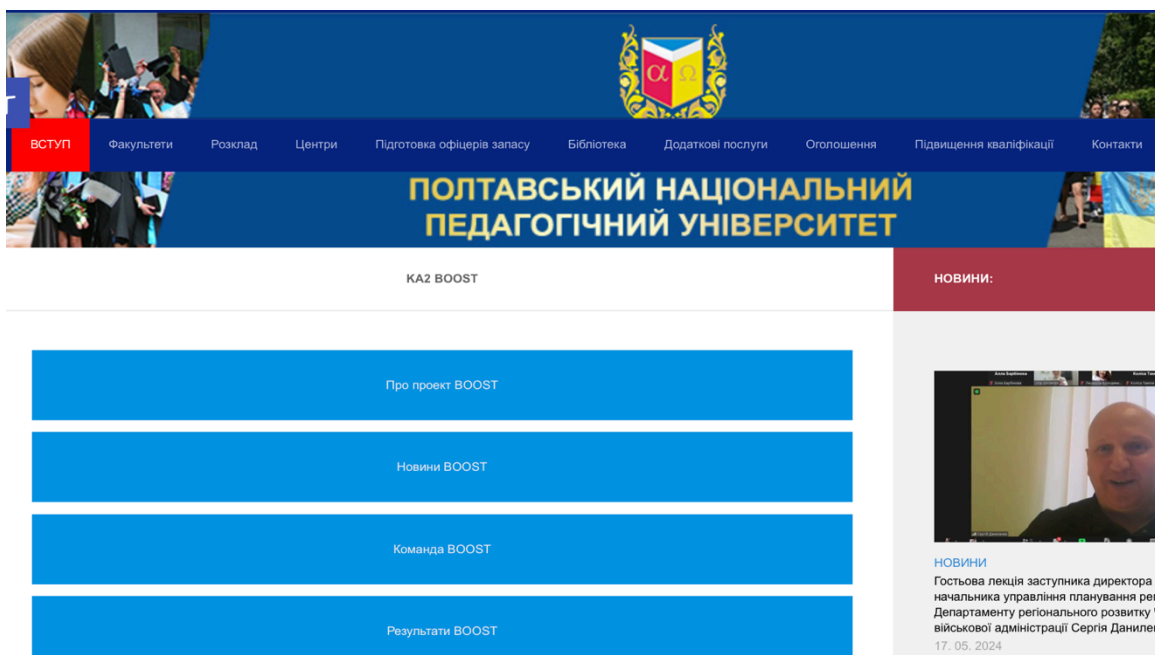 α Ω
ВСТУП Факультети Розклад Центри Підготовка офіцерів запасу Бібліотека Додаткові послуги Оголошення Підвищення кваліфікації Контакти
ПОЛТАВСЬКИЙ НАЦІОНАЛЬНИЙ
ПЕДАГОГІЧНИЙ УНІВЕРСИТЕТ
KA2 BOOST
НОВИНИ:
Про проект BOOST
Новини BOOST
Команда BOOST
Результати BOOST
НОВИНИ
Гостьова лекція заступника директора
начальника управління планування
Департаменту регіонального розвитку
військової адміністрації Сергія
17. 05. 2024